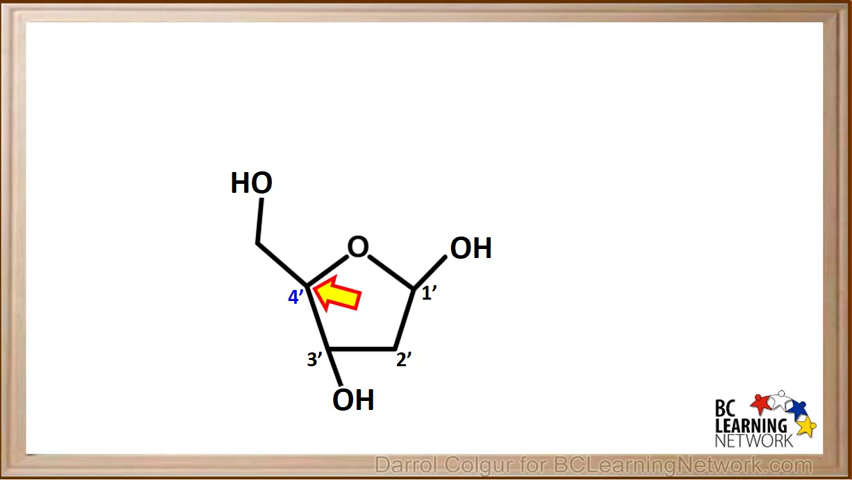 HO
O
OH
4’
1’
3’
2’
OH
BC
LEARNING
NETWORK
Darrol Colgur for BCLearningNetwork.com